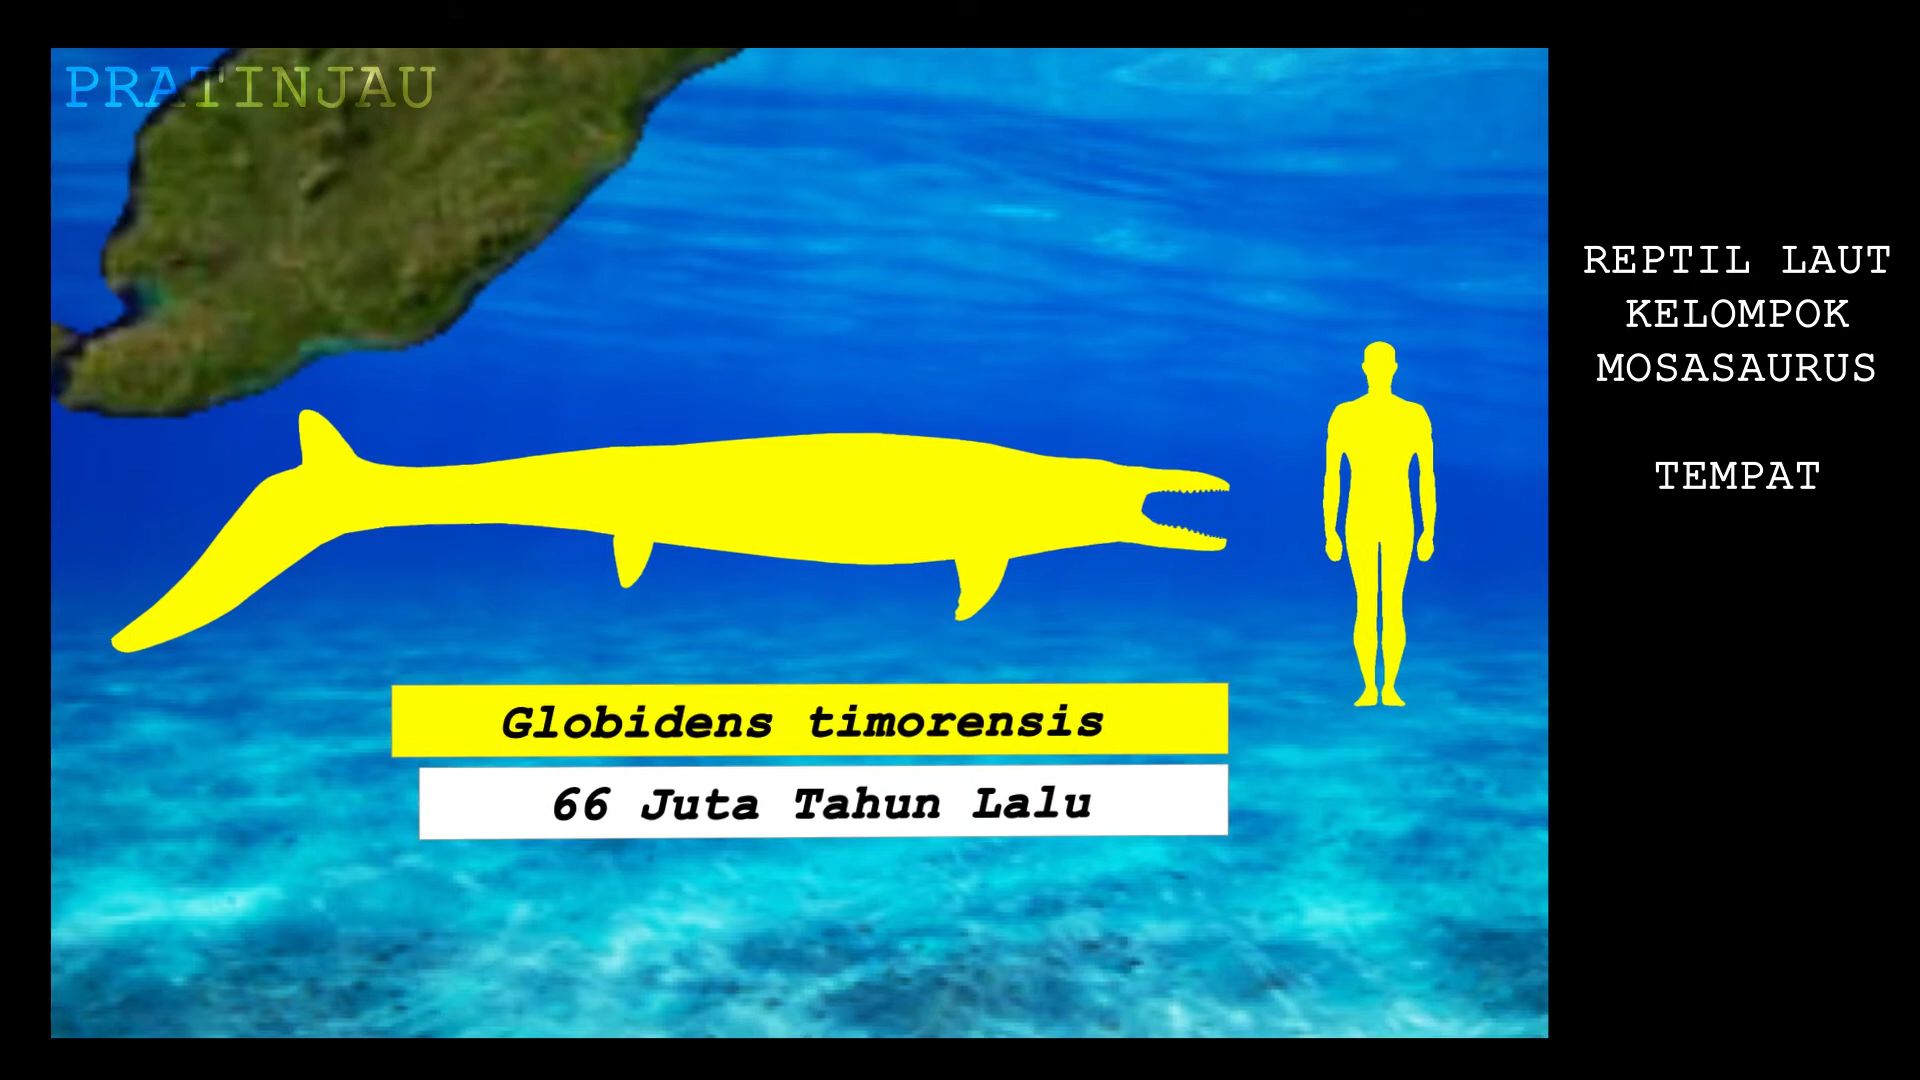 PRATINJAU
REPTIL LAUT
KELOMPOK
MOSASAURUS
TEMPAT
Globidens timorensis
66 Juta Tahun Lalu